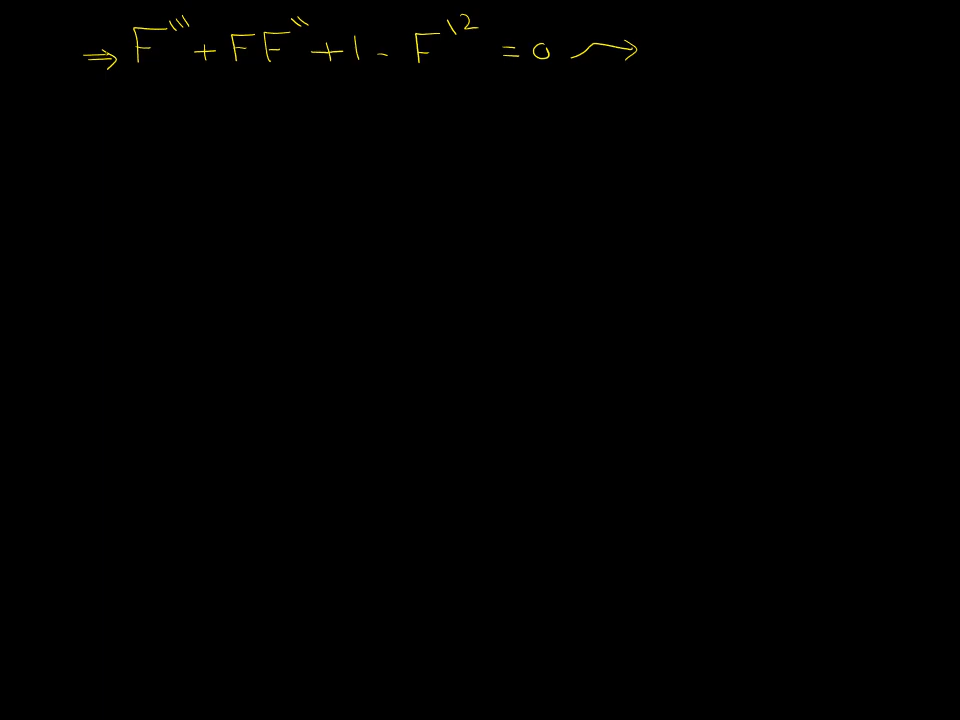 ⇒ F''' + FF'' + 1 - F'² = 0 →